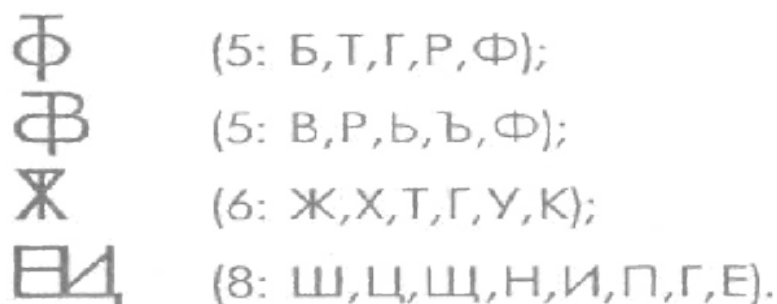 (5: Б,Т,Г,Р,Ф);
(5: В,Р,Ь,Ъ,Ф);
(6: Ж,Х,Т,Г,У,К);
(8: Ш,Ц,Щ,Н,И,П,Г,Е).